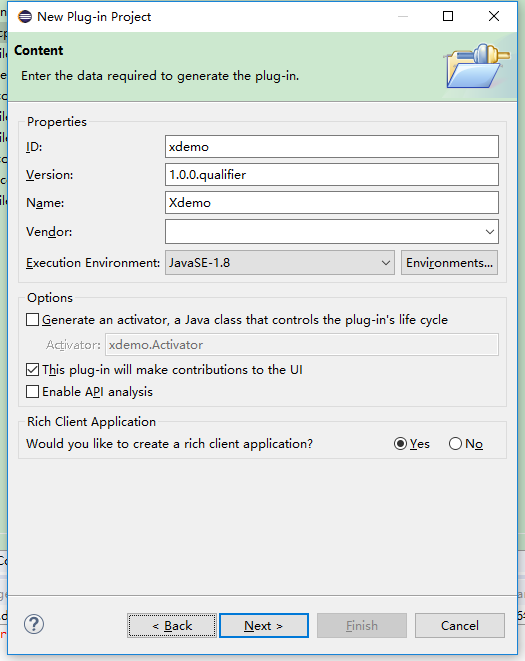 New Plug-in Project
Content
Enter the data required to generate the plug-in.
Properties
ID: xdemo
Version: 1.0.0.qualifier
Name: Xdemo
Vendor:
Execution Environment: JavaSE-1.8 Environments...
Options
Generate an activator, a Java class that controls the plug-in's life cycle
Activator: xdemo.Activator
This plug-in will make contributions to the UI
Enable API analysis
Rich Client Application
Would you like to create a rich client application? Yes No
? < Back Next > Finish Cancel